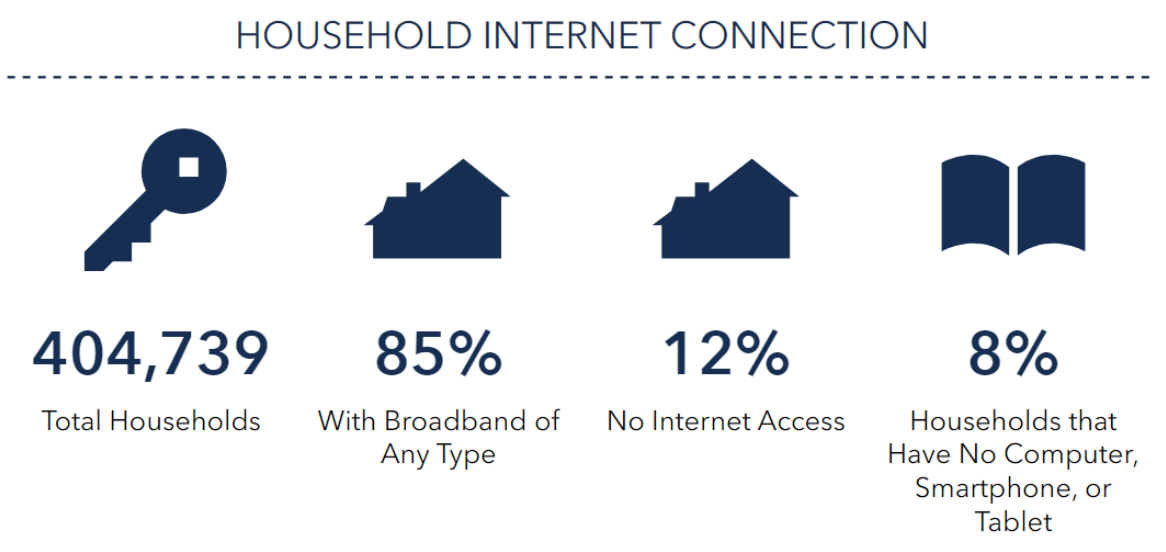 HOUSEHOLD INTERNET CONNECTION
404,739
Total Households
85%
With Broadband of
Any Type
12%
No Internet Access
8%
Households that
Have No Computer,
Smartphone, or
Tablet